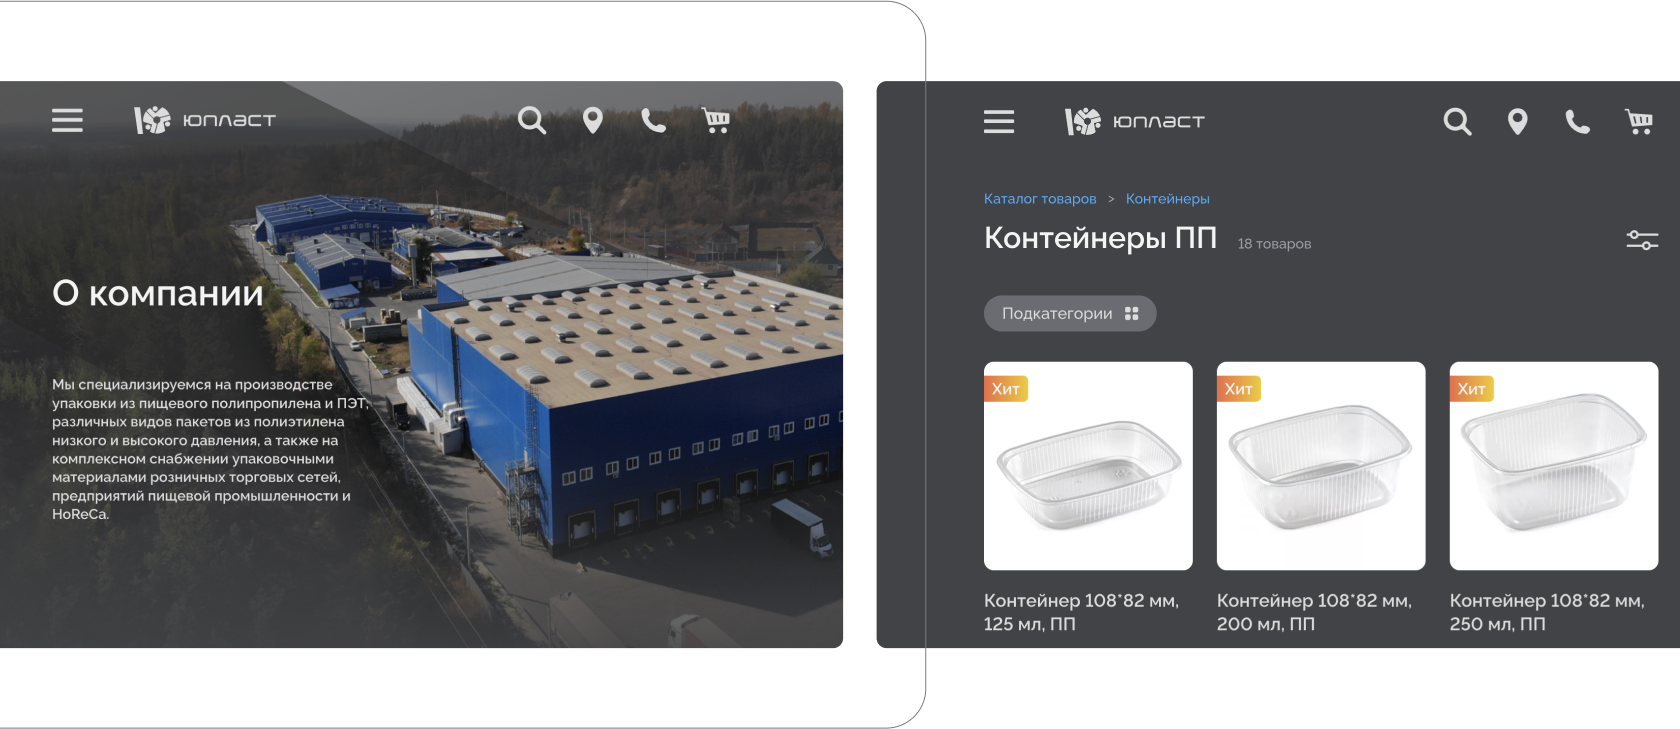 юпласт
О компании
Мы специализируемся на производстве
упаковки из пищевого полипропилена и ПЭТ,
различных видов пакетов из полиэтилена
низкого и высокого давления, а также на
комплексном снабжении упаковочными
материалами розничных торговых сетей,
предприятий пищевой промышленности и
HoReCa.
юпласт
Каталог товаров > Контейнеры
Контейнеры ПП 18 товаров
Подкатегории
Хит
Хит
Хит
Контейнер 108*82 мм,
125 мл, ПП
Контейнер 108*82 мм,
200 мл, ПП
Контейнер 108*82 мм,
250 мл, ПП